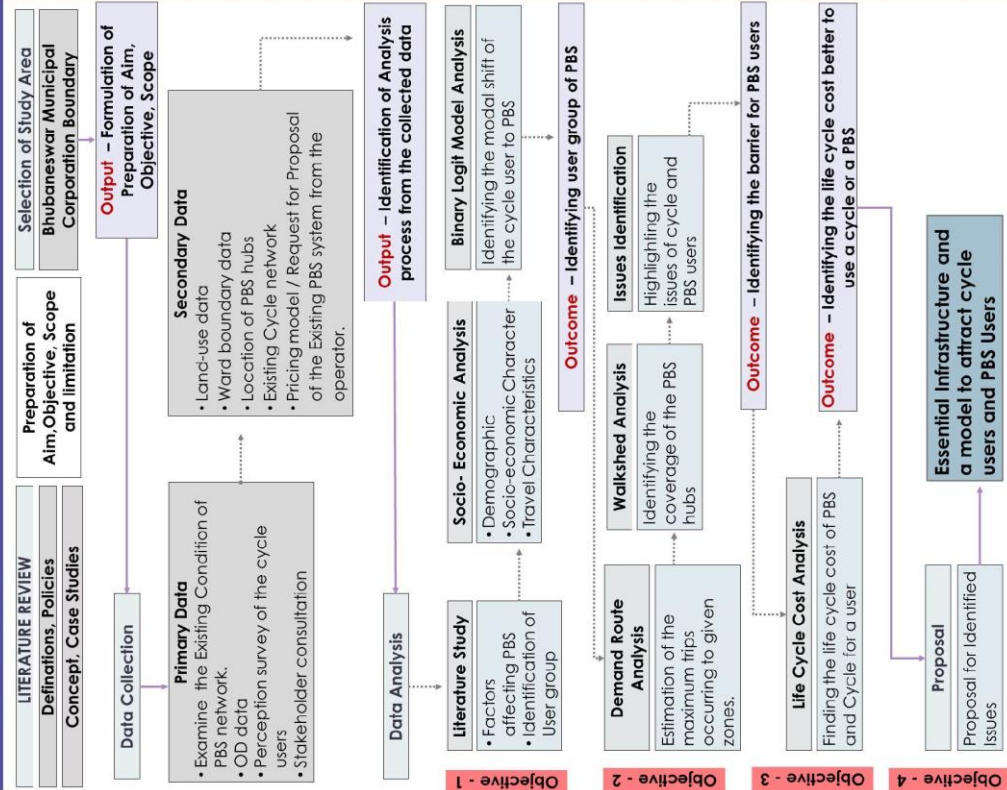 LITERATURE REVIEW
Definations, Policies
Concept, Case Studies
Preparation of
Aim,Objective, Scope
and limitation
Selection of Study Area
Bhubaneswar Municipal
Corporation Boundary
Output – Formulation of
Preparation of Aim,
Objective, Scope
Data Collection
Primary Data
• Examine the Existing Condition of
PBS network.
• OD data
• Perception survey of the cycle
users
• Stakeholder consultation
Secondary Data
• Land-use data
• Ward boundary data
• Location of PBS hubs
• Existing Cycle network
• Pricing model / Request for Proposal
of the Existing PBS system from the
operator.
Output – Identification of Analysis
process from the collected data
Data Analysis
Objective - 1
Literature Study
• Factors
affecting PBS
• Identification of
User group
Socio- Economic Analysis
• Demographic
• Socio-economic Character
• Travel Characteristics
Binary Logit Model Analysis
Identifying the modal shift of
the cycle user to PBS
Outcome – Identifying user group of PBS
Objective - 2
Demand Route
Analysis
Estimation of the
maximum trips
occurring to given
zones.
Walkshed Analysis
Identifying the
coverage of the PBS
hubs
Issues Identification
Highlighting the
issues of cycle and
PBS users
Outcome – Identifying the barrier for PBS users
Objective - 3
Life Cycle Cost Analysis
Finding the life cycle cost of PBS
and Cycle for a user
Outcome – Identifying the life cycle cost better to
use a cycle or a PBS
Objective - 4
Proposal
Proposal for Identified
Issues
Essential Infrastructure and
a model to attract cycle
users and PBS Users